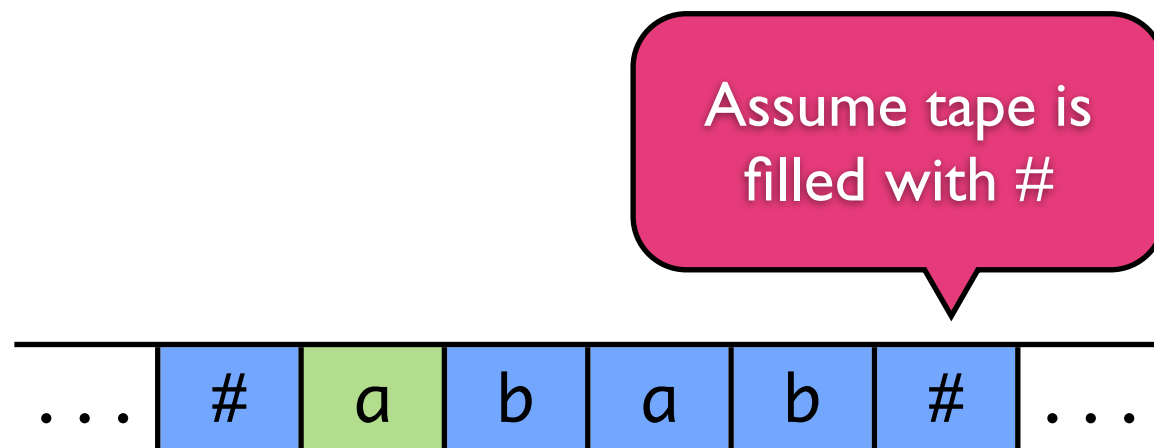 Assume tape is
filled with #
... # a b a b # ...